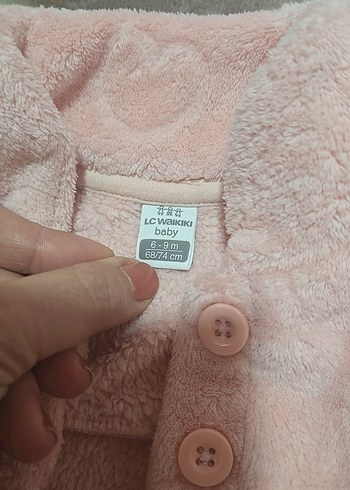 LC WAIKIKI
baby
6 - 9 m
68/74 cm